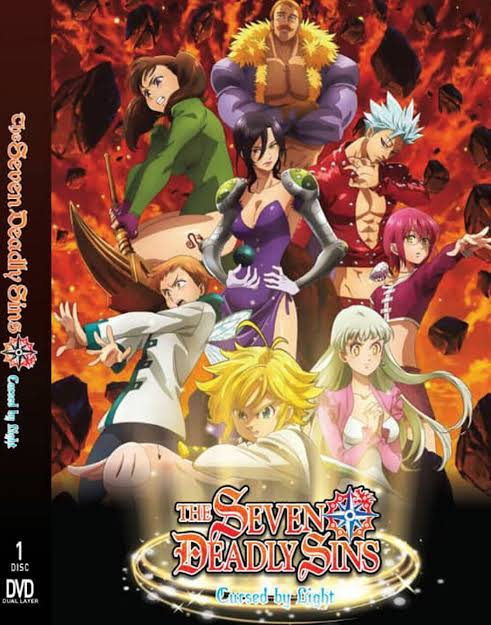 The Seven Deadly Sins
Cursed by Light
1
DISC
DVD
DUAL LAYER
THE SEVEN
DEADLY SINS
Cursed by Light